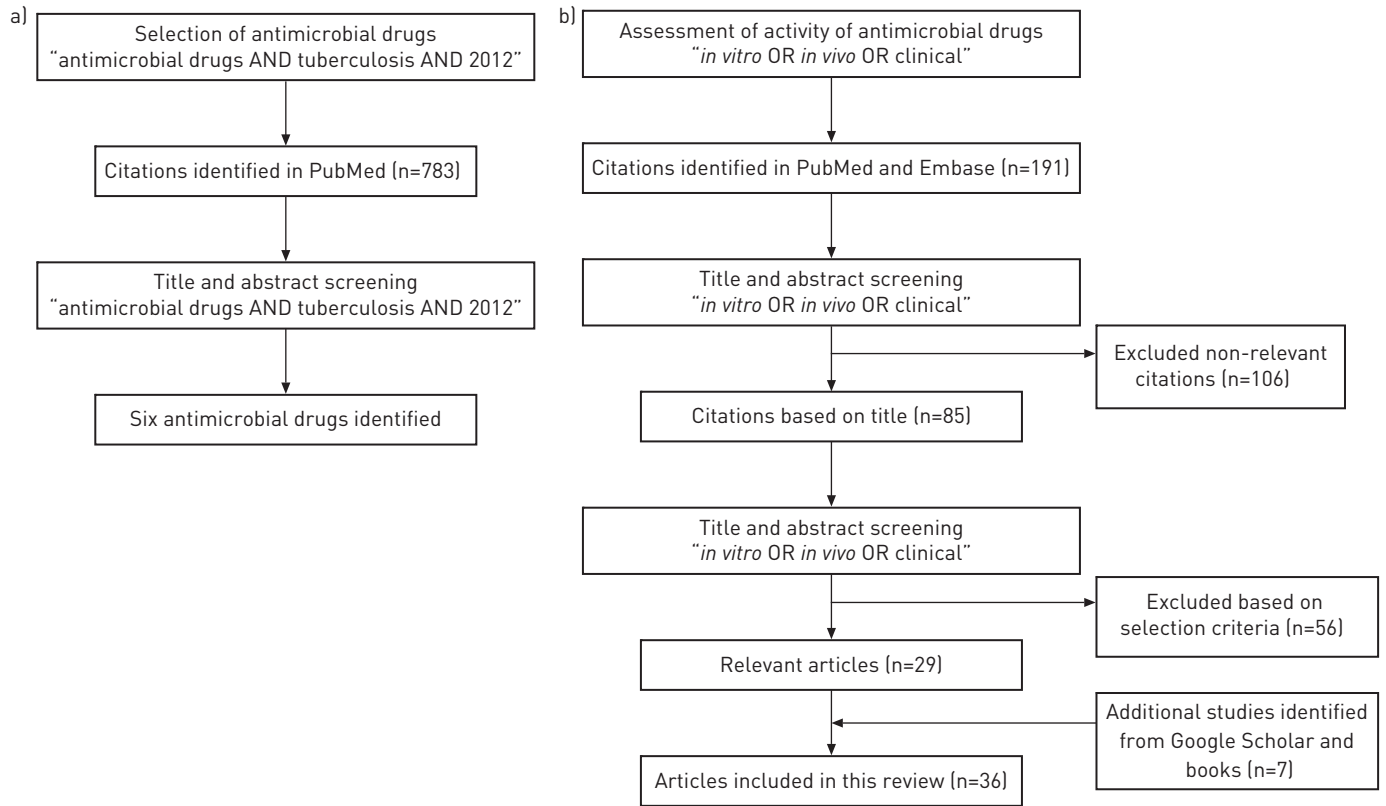 a)
Selection of antimicrobial drugs
“antimicrobial drugs AND tuberculosis AND 2012”
Citations identified in PubMed (n=783)
Title and abstract screening
“antimicrobial drugs AND tuberculosis AND 2012”
Six antimicrobial drugs identified
b)
Assessment of activity of antimicrobial drugs
“in vitro OR in vivo OR clinical”
Citations identified in PubMed and Embase (n=191)
Title and abstract screening
“in vitro OR in vivo OR clinical”
Excluded non-relevant
citations (n=106)
Citations based on title (n=85)
Title and abstract screening
“in vitro OR in vivo OR clinical”
Excluded based on
selection criteria (n=56)
Relevant articles (n=29)
Additional studies identified
from Google Scholar and
books (n=7)
Articles included in this review (n=36)